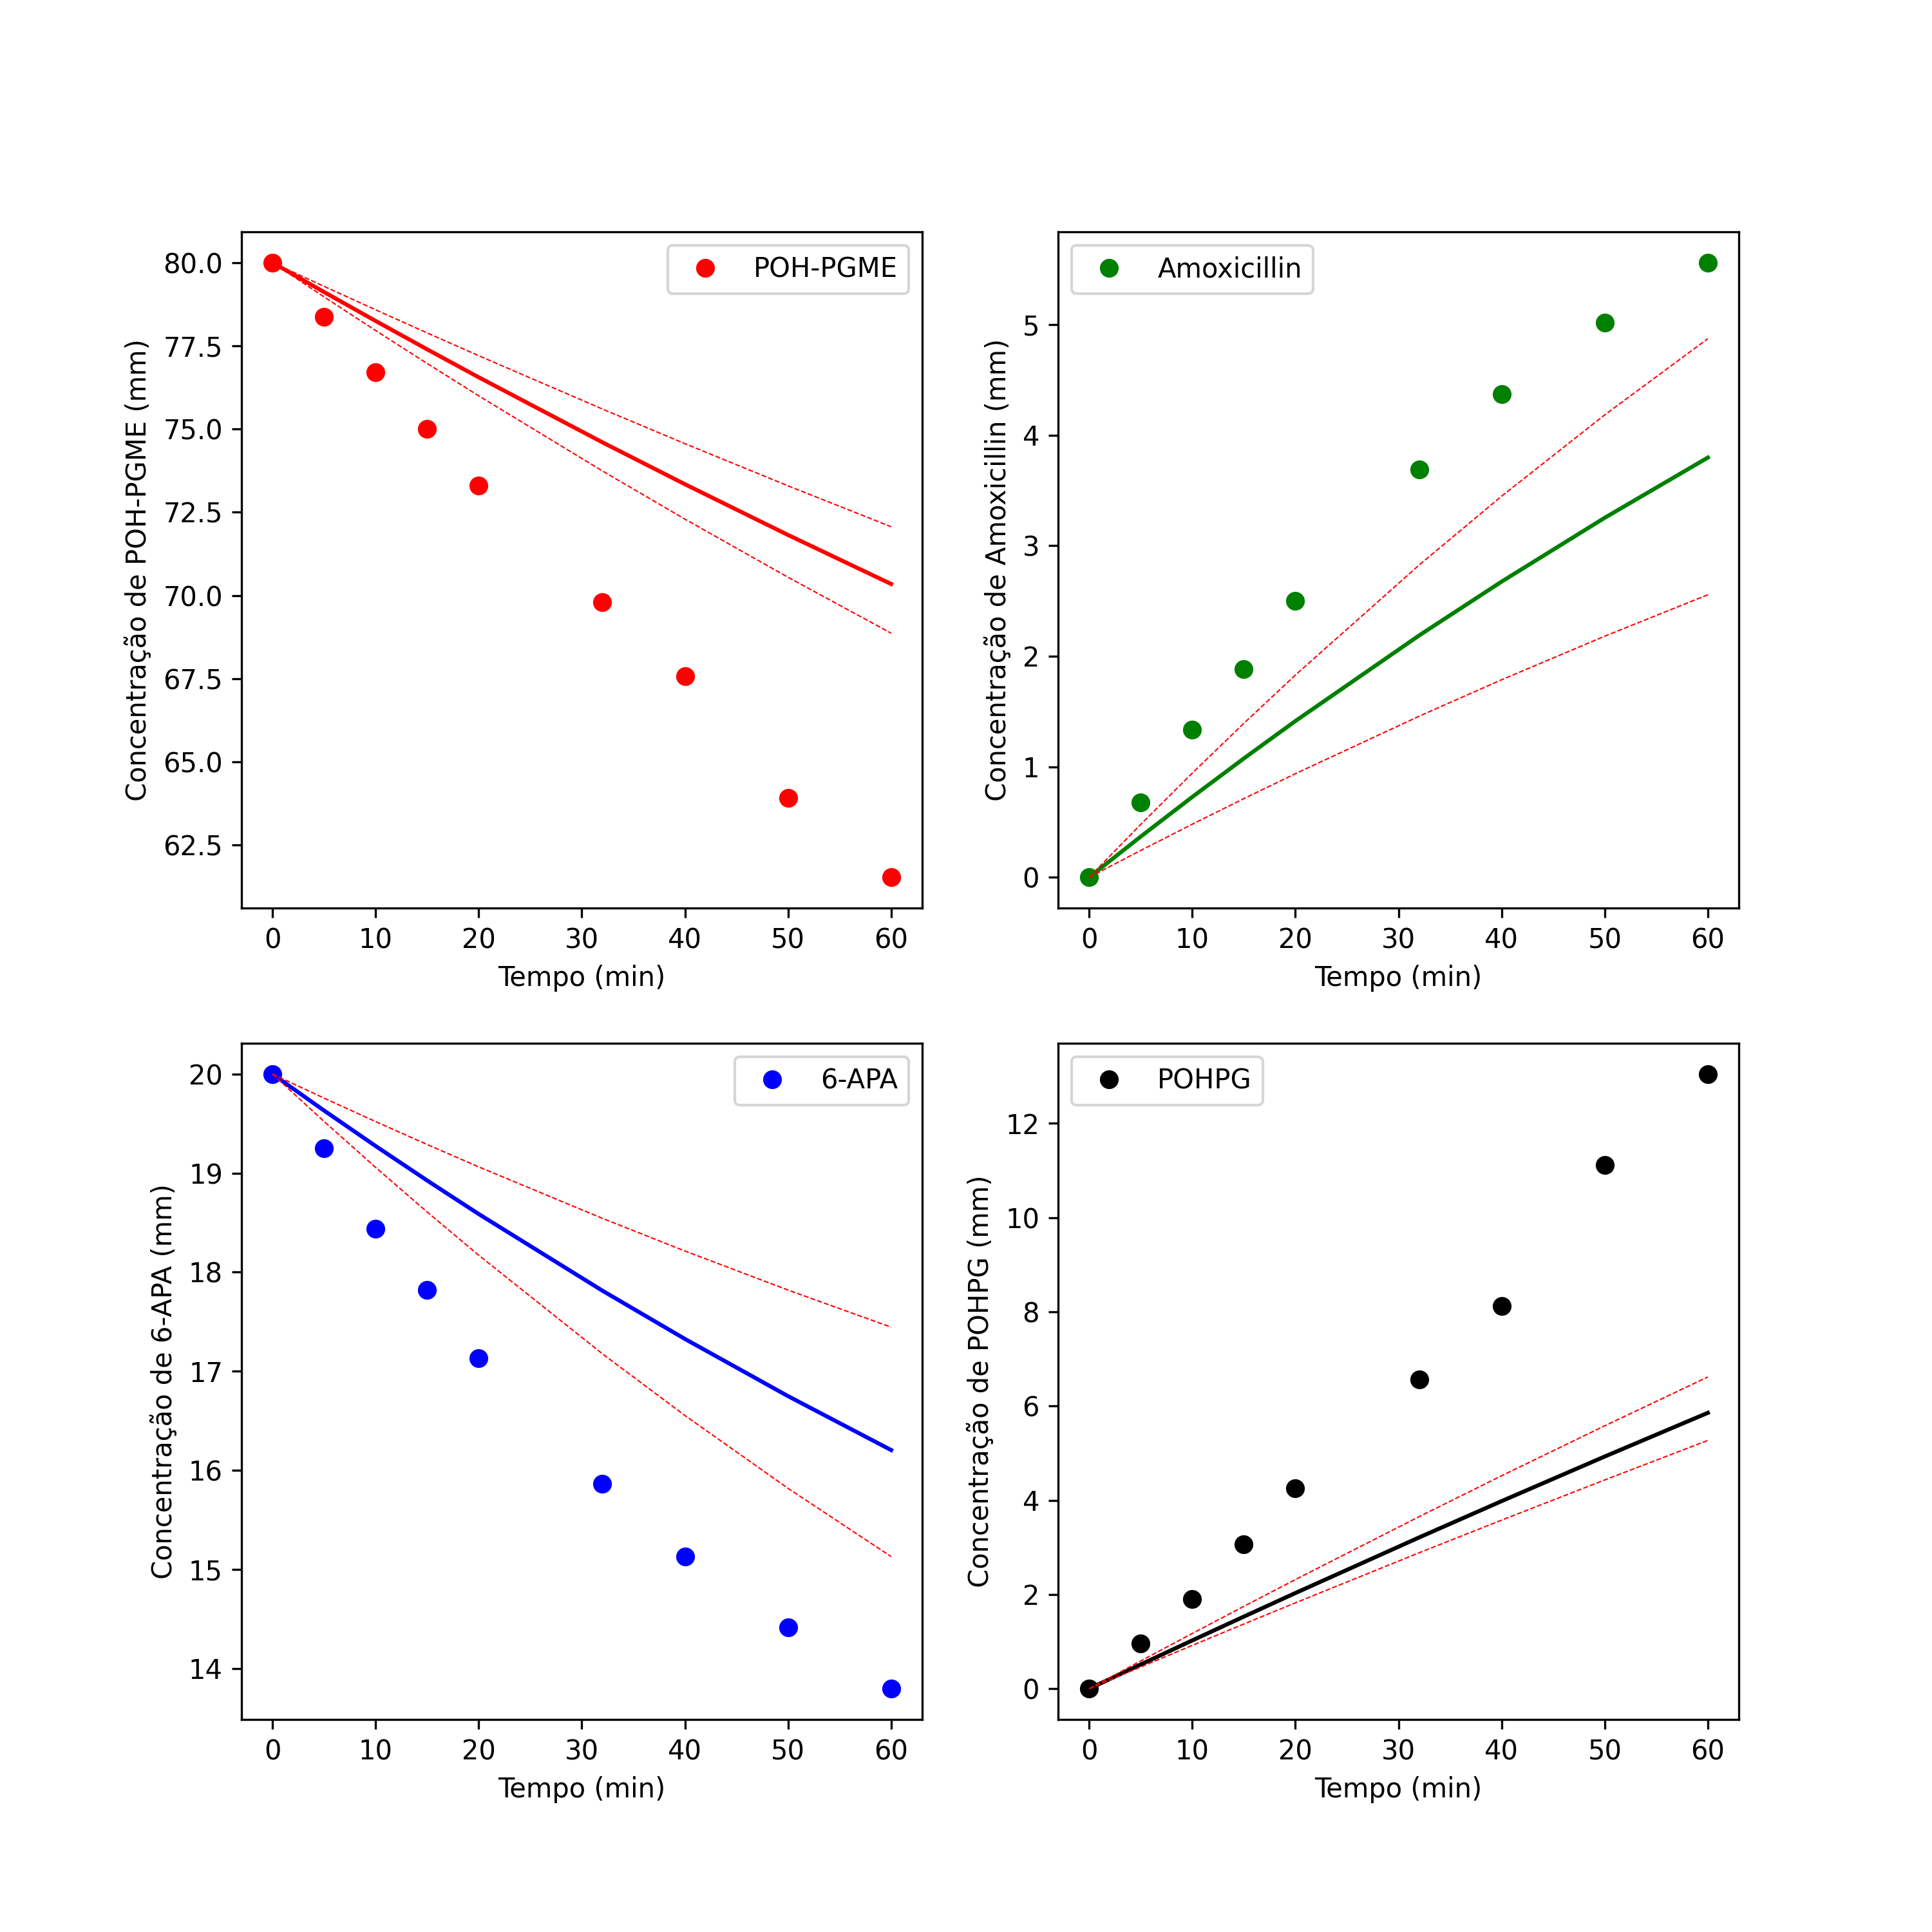 POH-PGME
Concentração de POH-PGME (mm)
80.0
77.5
75.0
72.5
70.0
67.5
65.0
62.5
0 10 20 30 40 50 60
Tempo (min)
Amoxicillin
Concentração de Amoxicillin (mm)
5
4
3
2
1
0
0 10 20 30 40 50 60
Tempo (min)
6-APA
Concentração de 6-APA (mm)
20
19
18
17
16
15
14
0 10 20 30 40 50 60
Tempo (min)
POHPG
Concentração de POHPG (mm)
12
10
8
6
4
2
0
0 10 20 30 40 50 60
Tempo (min)